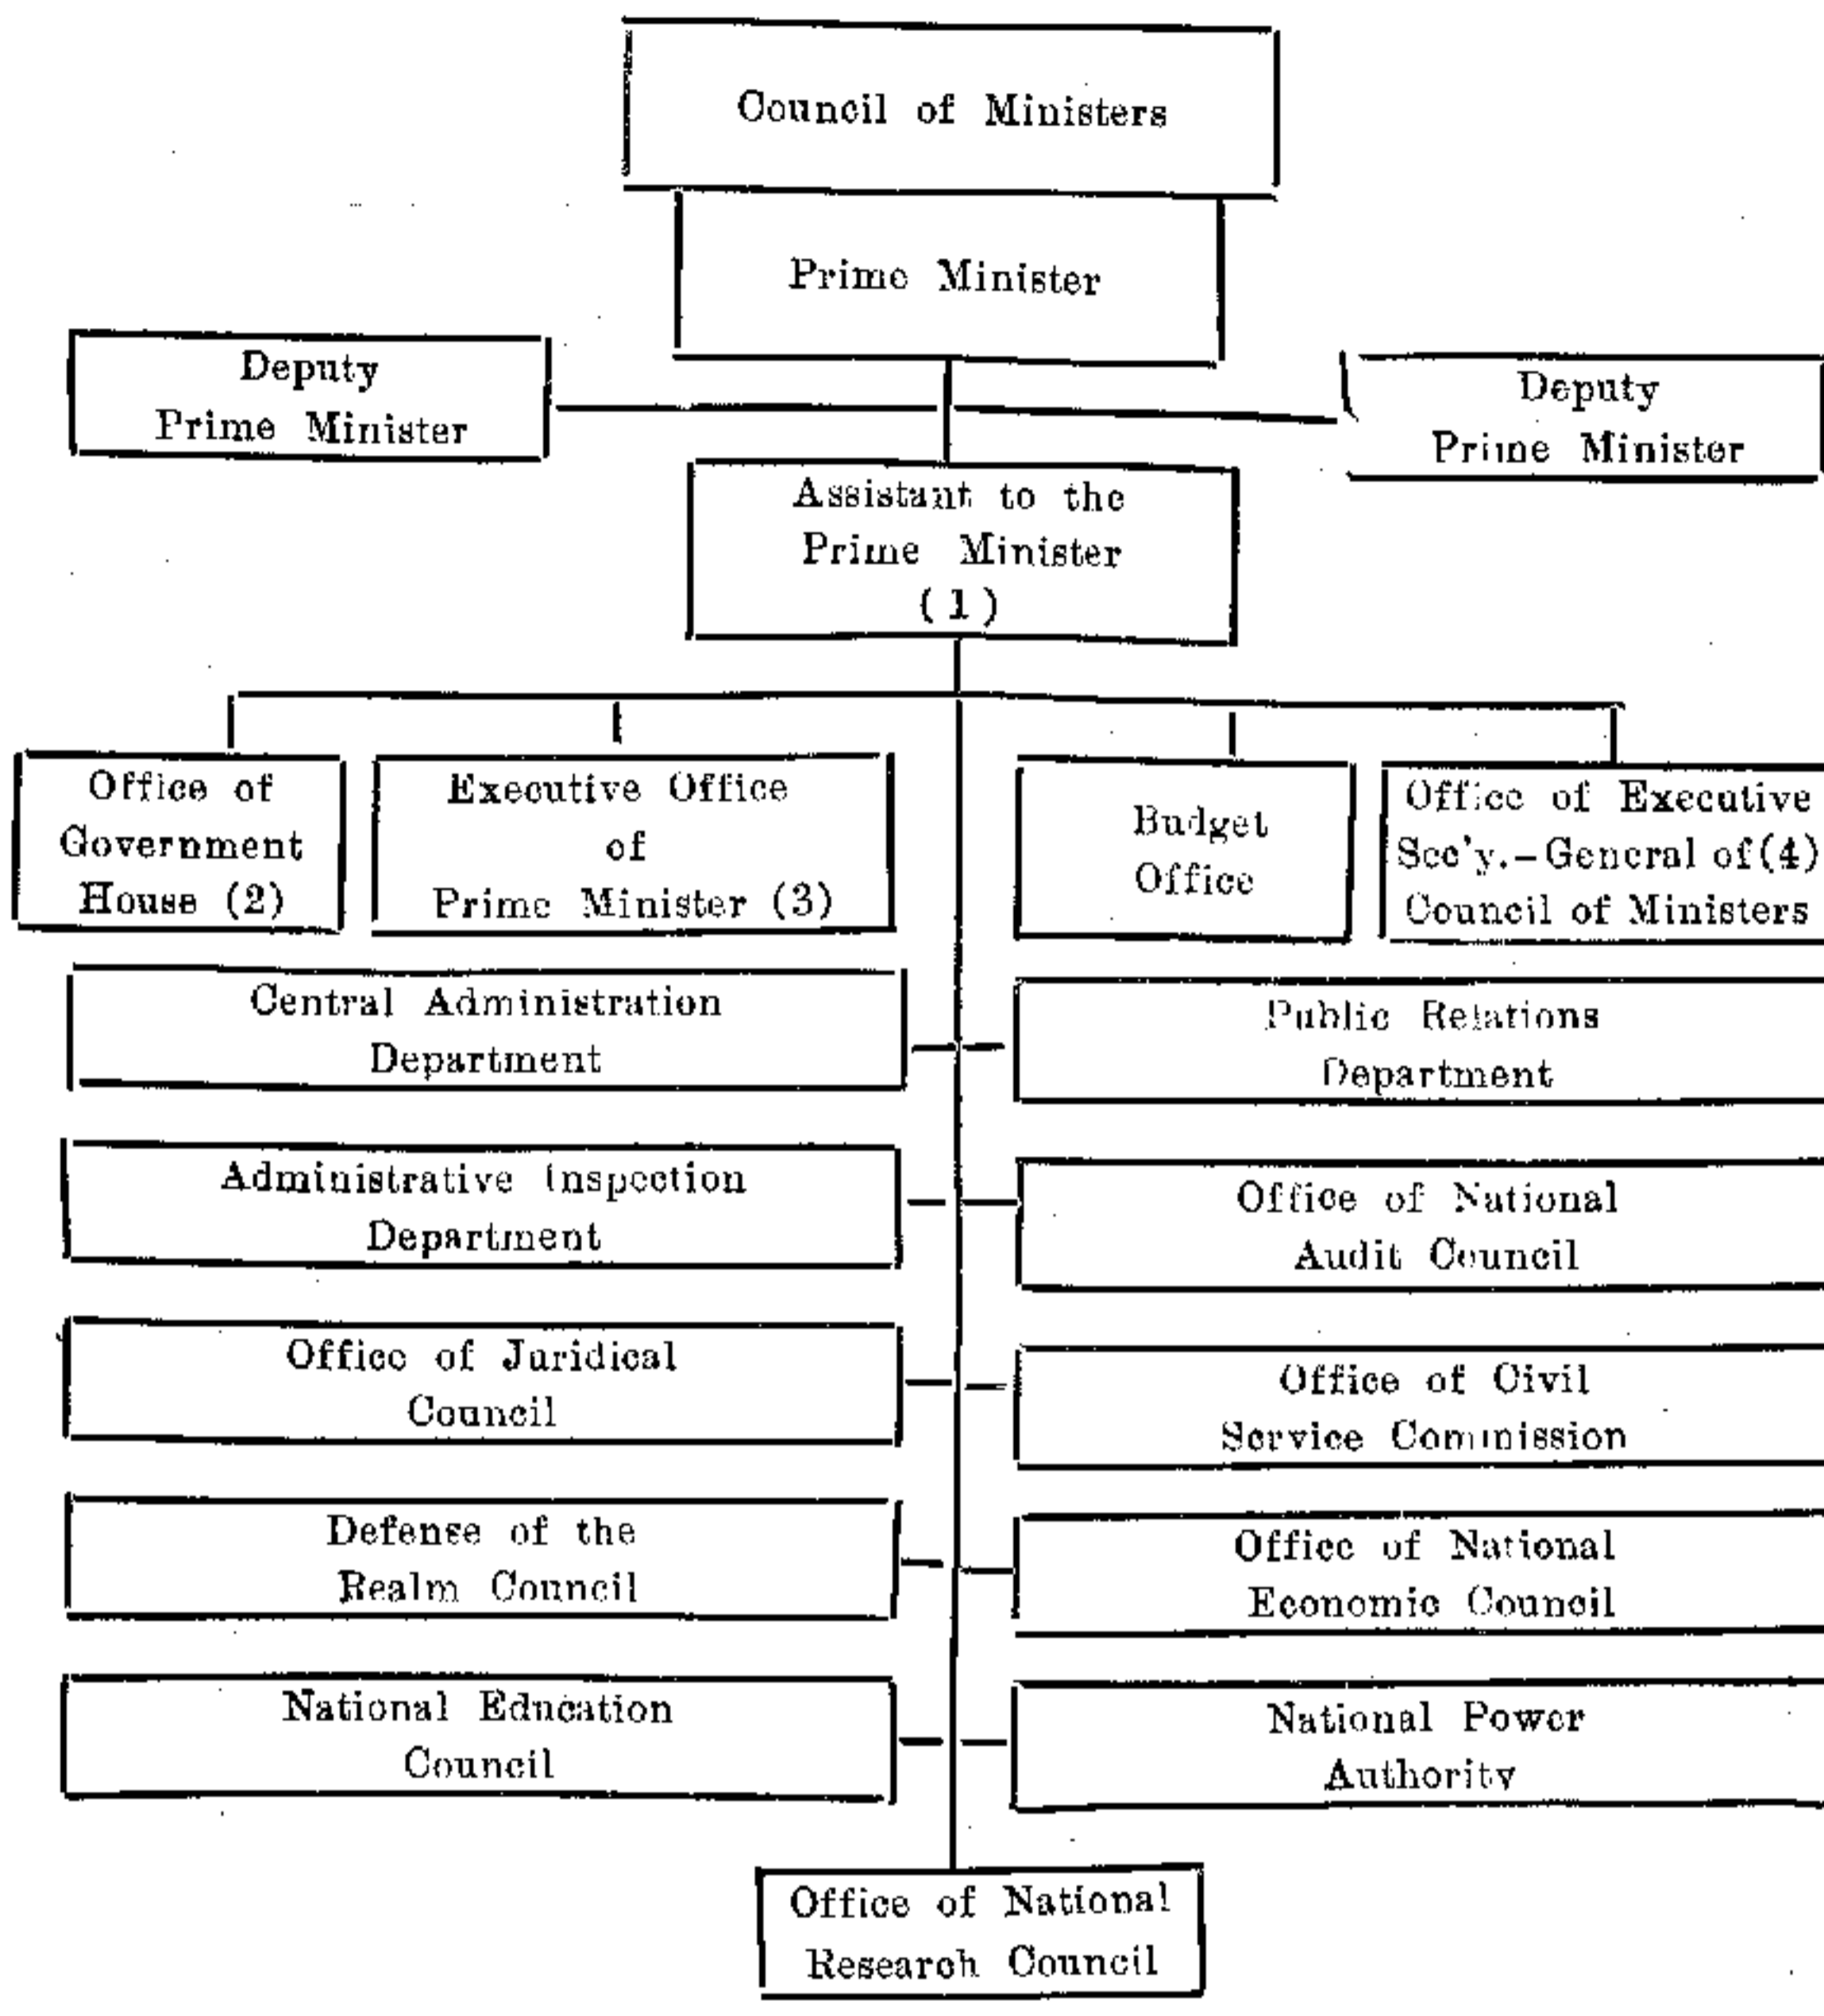 Council of Ministers
Prime Minister
Deputy
Prime Minister
Deputy
Prime Minister
Assistant to the
Prime Minister
(1)
Office of
Government
House (2)
Executive Office
of
Prime Minister (3)
Budget
Office
Office of Executive
Sec'y.-General of (4)
Council of Ministers
Central Administration
Department
Public Relations
Department
Administrative Inspection
Department
Office of National
Audit Council
Office of Juridical
Council
Office of Civil
Service Commission
Defense of the
Realm Council
Office of National
Economic Council
National Education
Council
National Power
Authority
Office of National
Research Council